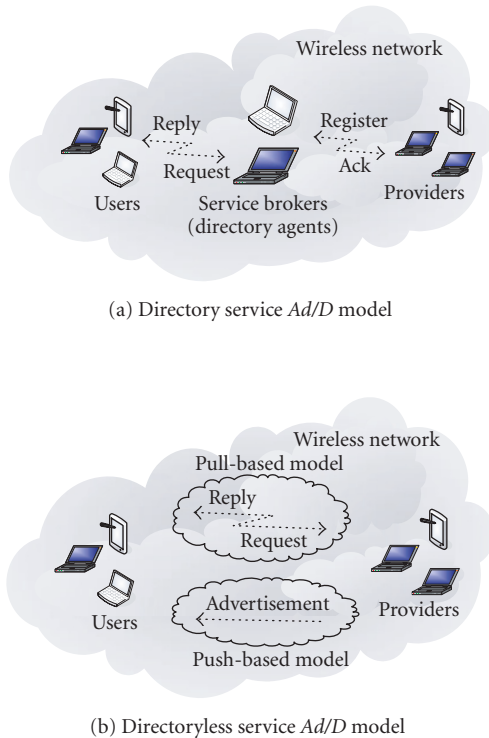 Wireless network
Reply
Request
Register
Ack
Users
Service brokers
(directory agents)
Providers
(a) Directory service Ad/D model
Wireless network
Pull-based model
Reply
Request
Users
Advertisement
Providers
Push-based model
(b) Directoryless service Ad/D model